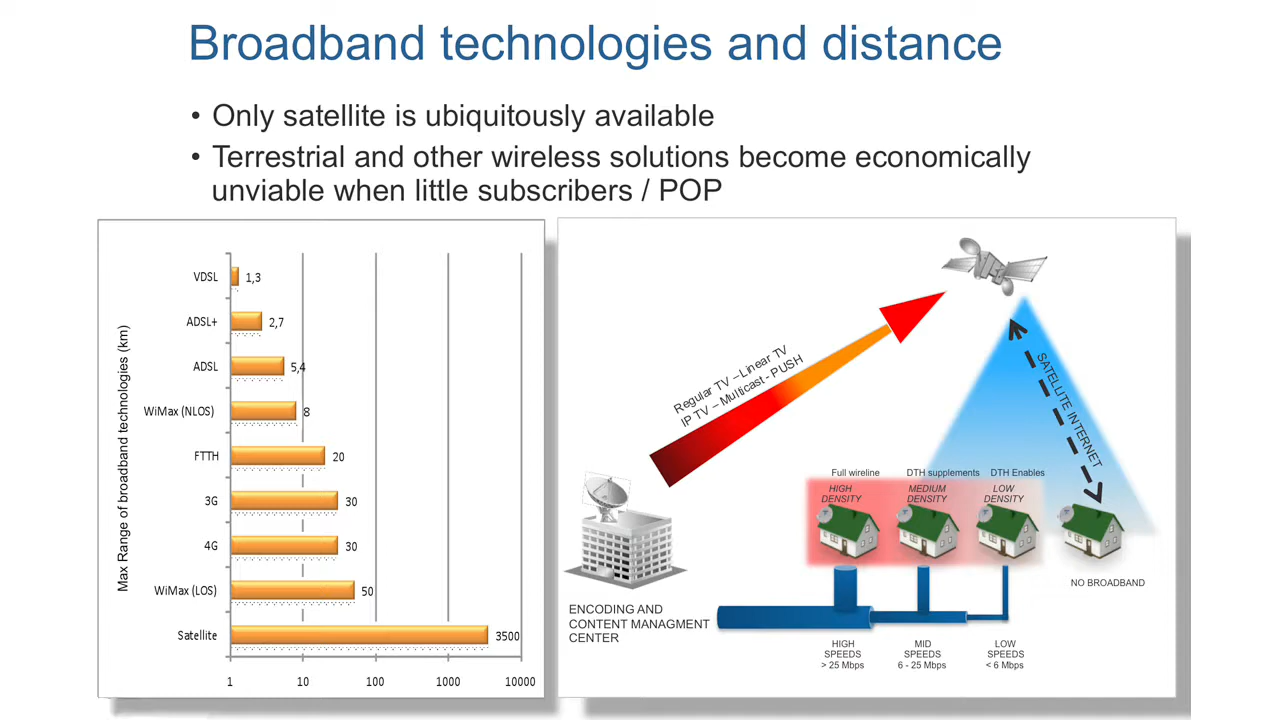 Broadband technologies and distance
• Only satellite is ubiquitously available
• Terrestrial and other wireless solutions become economically
unviable when little subscribers / POP
Max Range of broadband technologies (km)
VDSL 1,3
ADSL+ 2,7
ADSL 5,4
WiMax (NLOS) 8
FTTH 20
3G 30
4G 30
WiMax (LOS) 50
Satellite 3500
1 10 100 1000 10000
Regular TV – Linear TV
IP TV – Multicast - PUSH
SATELLITE INTERNET
Full wireline DTH supplements DTH Enables
HIGH
DENSITY
MEDIUM
DENSITY
LOW
DENSITY
NO BROADBAND
ENCODING AND
CONTENT MANAGMENT
CENTER
HIGH
SPEEDS
> 25 Mbps
MID
SPEEDS
6 - 25 Mbps
LOW
SPEEDS
< 6 Mbps